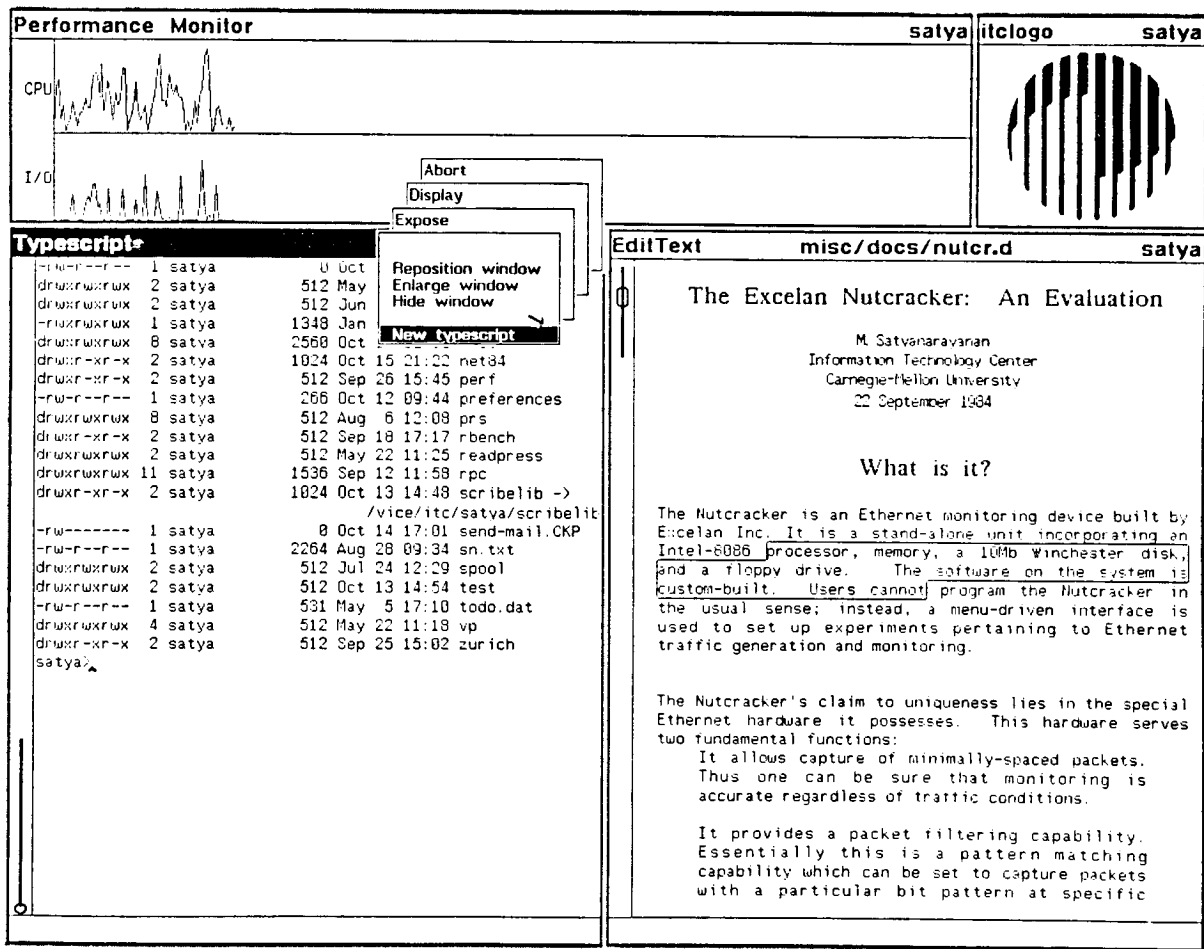 Performance Monitor satya
itclogo satya
CPU
I/O
Abort
Display
Expose
Reposition window
Enlarge window
Hide window
New typescript
Typescript
-rw-r--r-- 1 satya 0 Oct
drwxrwxrwx 2 satya 512 May
drwxrwxrwx 2 satya 512 Jun
-rwxrwxrwx 1 satya 1348 Jan
drwxrwxrwx 8 satya 2560 Oct
drwxr-xr-x 2 satya 1024 Oct 15 21:22 net84
drwxr-xr-x 2 satya 512 Sep 26 15:45 perf
-rw-r--r-- 1 satya 266 Oct 12 09:44 preferences
drwxrwxrwx 8 satya 512 Aug 6 12:08 prs
drwxr-xr-x 2 satya 512 Sep 18 17:17 rbench
drwxrwxrwx 2 satya 512 May 22 11:25 readpress
drwxrwxrwx 11 satya 1536 Sep 12 11:58 rpc
drwxr-xr-x 2 satya 1024 Oct 13 14:48 scribelib ->
/vice/itc/satya/scribelib
-rw------- 1 satya 0 Oct 14 17:01 send-mail.CKP
-rw-r--r-- 1 satya 2264 Aug 28 09:34 sn.txt
drwxrwxrwx 2 satya 512 Jul 24 12:29 spool
drwxrwxrwx 2 satya 512 Oct 13 14:54 test
-rw-r--r-- 1 satya 531 May 5 17:10 todo.dat
drwxrwxrwx 4 satya 512 May 22 11:18 vp
drwxr-xr-x 2 satya 512 Sep 25 15:02 zurich
satya>
EditText misc/docs/nutcr.d satya
The Excelan Nutcracker: An Evaluation
M. Satyanarayanan
Information Technology Center
Carnegie-Mellon University
22 September 1984
What is it?
The Nutcracker is an Ethernet monitoring device built by
Excelan Inc. It is a stand-alone unit incorporating an
Intel-8086 processor, memory, a 10Mb Winchester disk,
and a floppy drive. The software on the system is
custom-built. Users cannot program the Nutcracker in
the usual sense; instead, a menu-driven interface is
used to set up experiments pertaining to Ethernet
traffic generation and monitoring.
The Nutcracker's claim to uniqueness lies in the special
Ethernet hardware it possesses. This hardware serves
two fundamental functions:
It allows capture of minimally-spaced packets.
Thus one can be sure that monitoring is
accurate regardless of traffic conditions.
It provides a packet filtering capability.
Essentially this is a pattern matching
capability which can be set to capture packets
with a particular bit pattern at specific